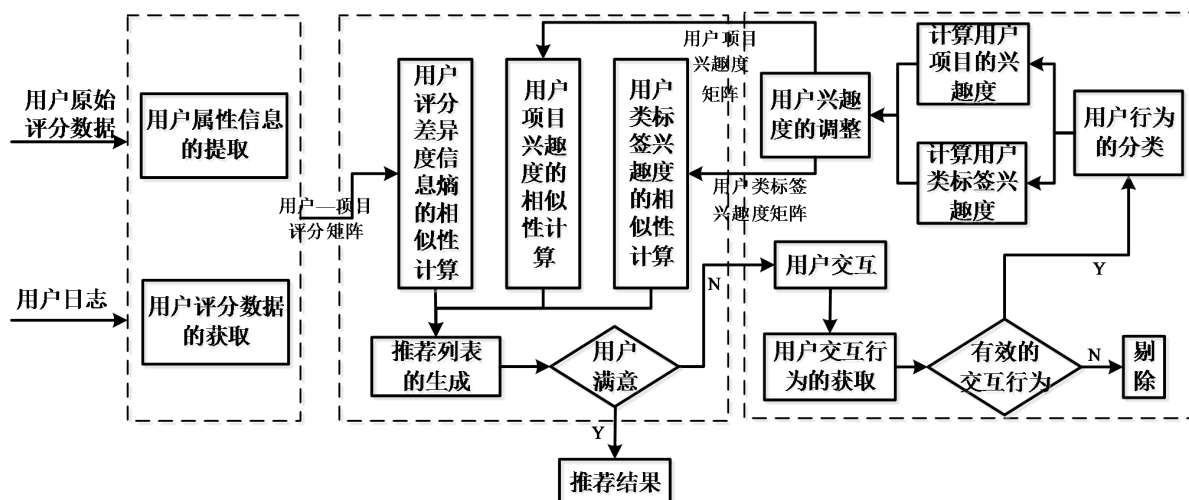 用户原始
评分数据
用户日志
用户属性信息
的提取
用户评分数据
的获取
用户—项目
评分矩阵
用户
评分
差异
度信
息熵
的相
似性
计算
用户
项目
兴趣
度的
相似
性计
算
用户
类标
签兴
趣度
的相
似性
计算
推荐列表
的生成
用户
满意
Y
N
推荐结果
用户项目
兴趣度
矩阵
用户类标签
兴趣度矩阵
用户兴趣
度的调整
计算用户
项目的兴
趣度
计算用户
类标签兴
趣度
用户行为
的分类
用户交互
用户交互行
为的获取
有效的
交互行为
Y
N
剔
除